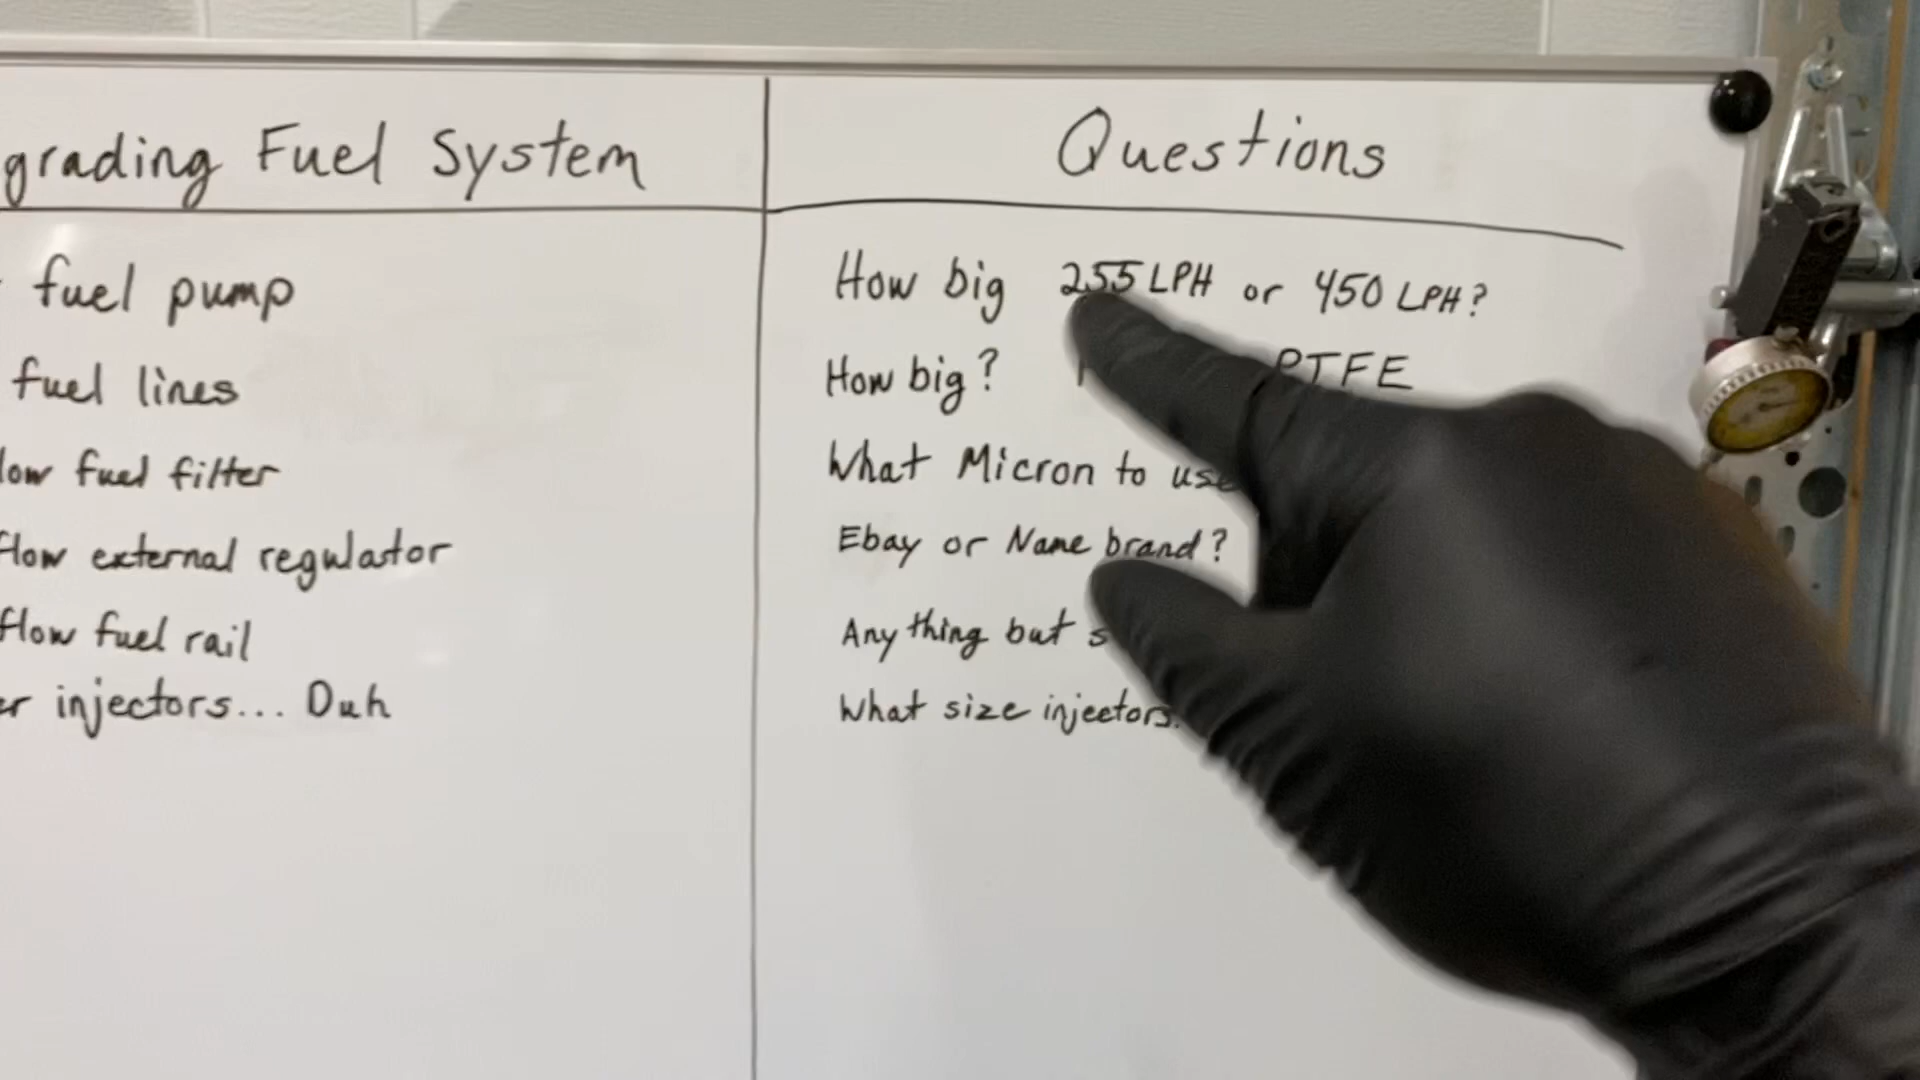 grading Fuel System
fuel pump
fuel lines
low fuel filter
flow external regulator
flow fuel rail
er injectors... Duh
Questions
How big 255 LPH or 450 LPH?
How big? PTFE
What Micron to use
Ebay or Name brand?
Anything but
What size injectors